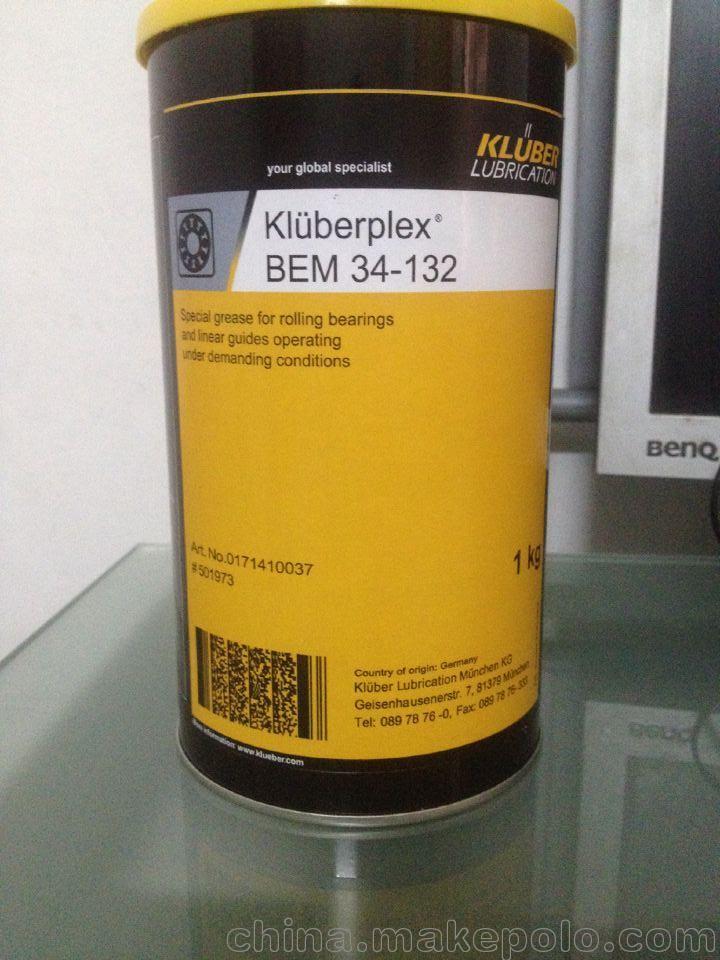 KLÜBER
LUBRICATION
your global specialist
Klüberplex®
BEM 34-132
Special grease for rolling bearings
and linear guides operating
under demanding conditions
Art. No.0171410037
#501973
1 kg
Country of origin: Germany
Klüber Lubrication München KG
Geisenhausenerstr. 7, 81379 München
Tel: 089 78 76 -0, Fax: 089 78 76-333
information: www.klueber.com
BenQ
china.makepolo.com